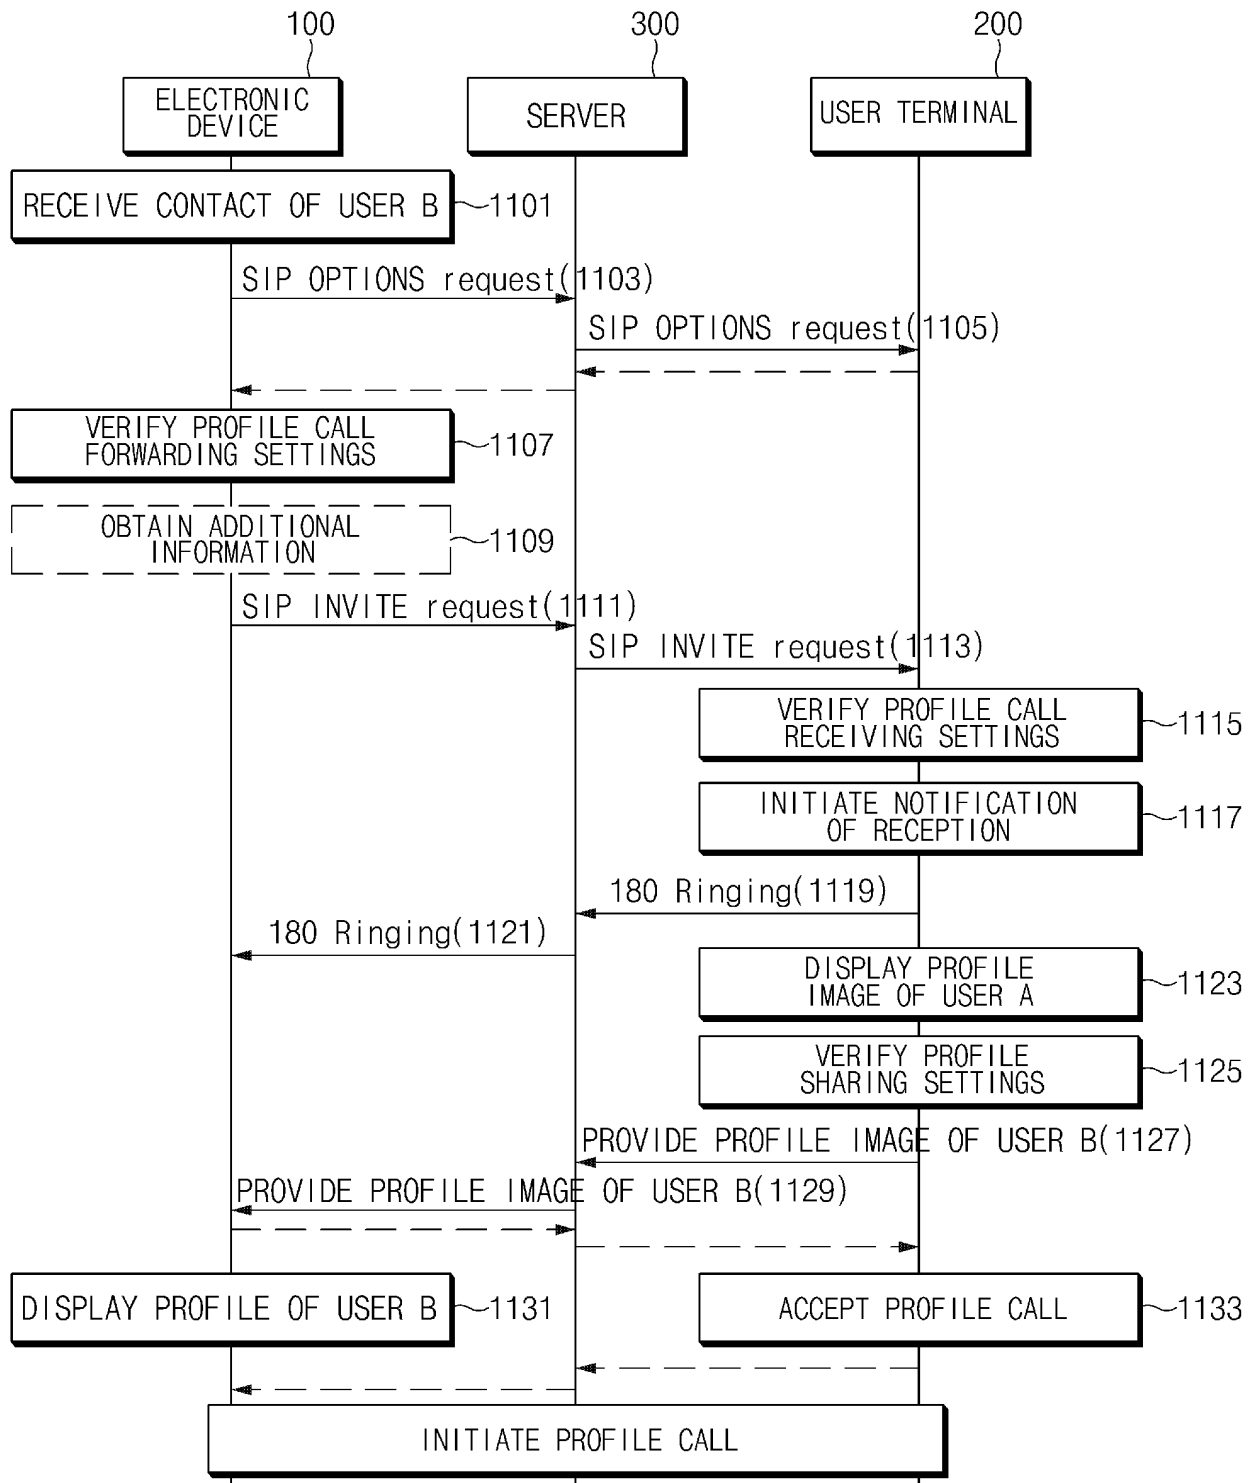 100
300
200
ELECTRONIC
DEVICE
SERVER
USER TERMINAL
RECEIVE CONTACT OF USER B
1101
SIP OPTIONS request(1103)
SIP OPTIONS request(1105)
VERIFY PROFILE CALL
FORWARDING SETTINGS
1107
OBTAIN ADDITIONAL
INFORMATION
1109
SIP INVITE request(1111)
SIP INVITE request(1113)
VERIFY PROFILE CALL
RECEIVING SETTINGS
1115
INITIATE NOTIFICATION
OF RECEPTION
1117
180 Ringing(1119)
180 Ringing(1121)
DISPLAY PROFILE
IMAGE OF USER A
1123
VERIFY PROFILE
SHARING SETTINGS
1125
PROVIDE PROFILE IMAGE OF USER B(1127)
PROVIDE PROFILE IMAGE OF USER B(1129)
DISPLAY PROFILE OF USER B
1131
ACCEPT PROFILE CALL
1133
INITIATE PROFILE CALL